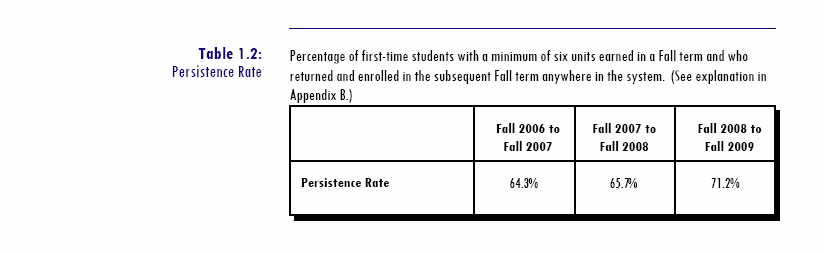 Table 1.2:
Persistence Rate
Percentage of first-time students with a minimum of six units earned in a Fall term and who
returned and enrolled in the subsequent Fall term anywhere in the system. (See explanation in
Appendix B.)
Fall 2006 to Fall 2007 to Fall 2008 to
Fall 2007 Fall 2008 Fall 2009
Persistence Rate 64.3% 65.7% 71.2%